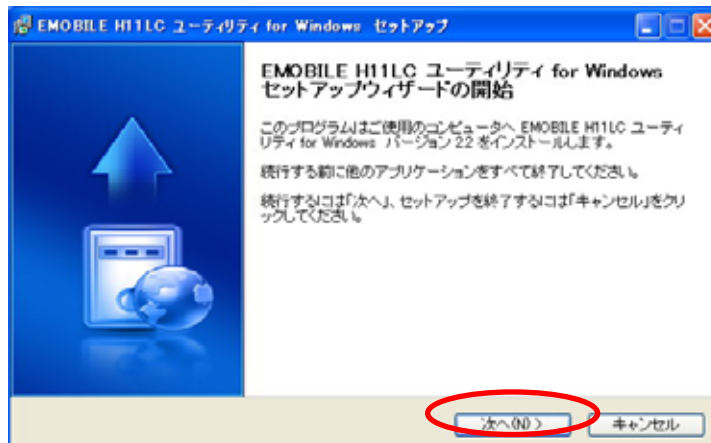 EMOBILE H11LC ユーティリティ for Windows セットアップ
EMOBILE H11LC ユーティリティ for Windows
セットアップウィザードの開始
このプログラムはご使用のコンピュータへ EMOBILE H11LC ユーティ
リティ for Windows バージョン 2.2 をインストールします。
続行する前に他のアプリケーションをすべて終了してください。
続行するには「次へ」、セットアップを終了するには「キャンセル」をクリ
ックしてください。
次へ(N) >
キャンセル